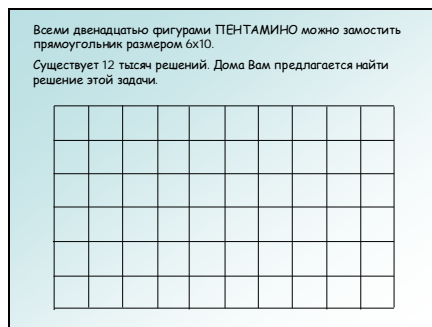 Всеми двенадцатью фигурами ПЕНТАМИНО можно замостить
прямоугольник размером 6х10.
Существует 12 тысяч решений. Дома Вам предлагается найти
решение этой задачи.